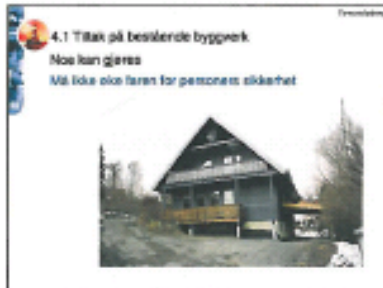 4.1 Tiltak på bestående byggverk
Noe kan gjøres
Må ikke øke faren for personers sikkerhet